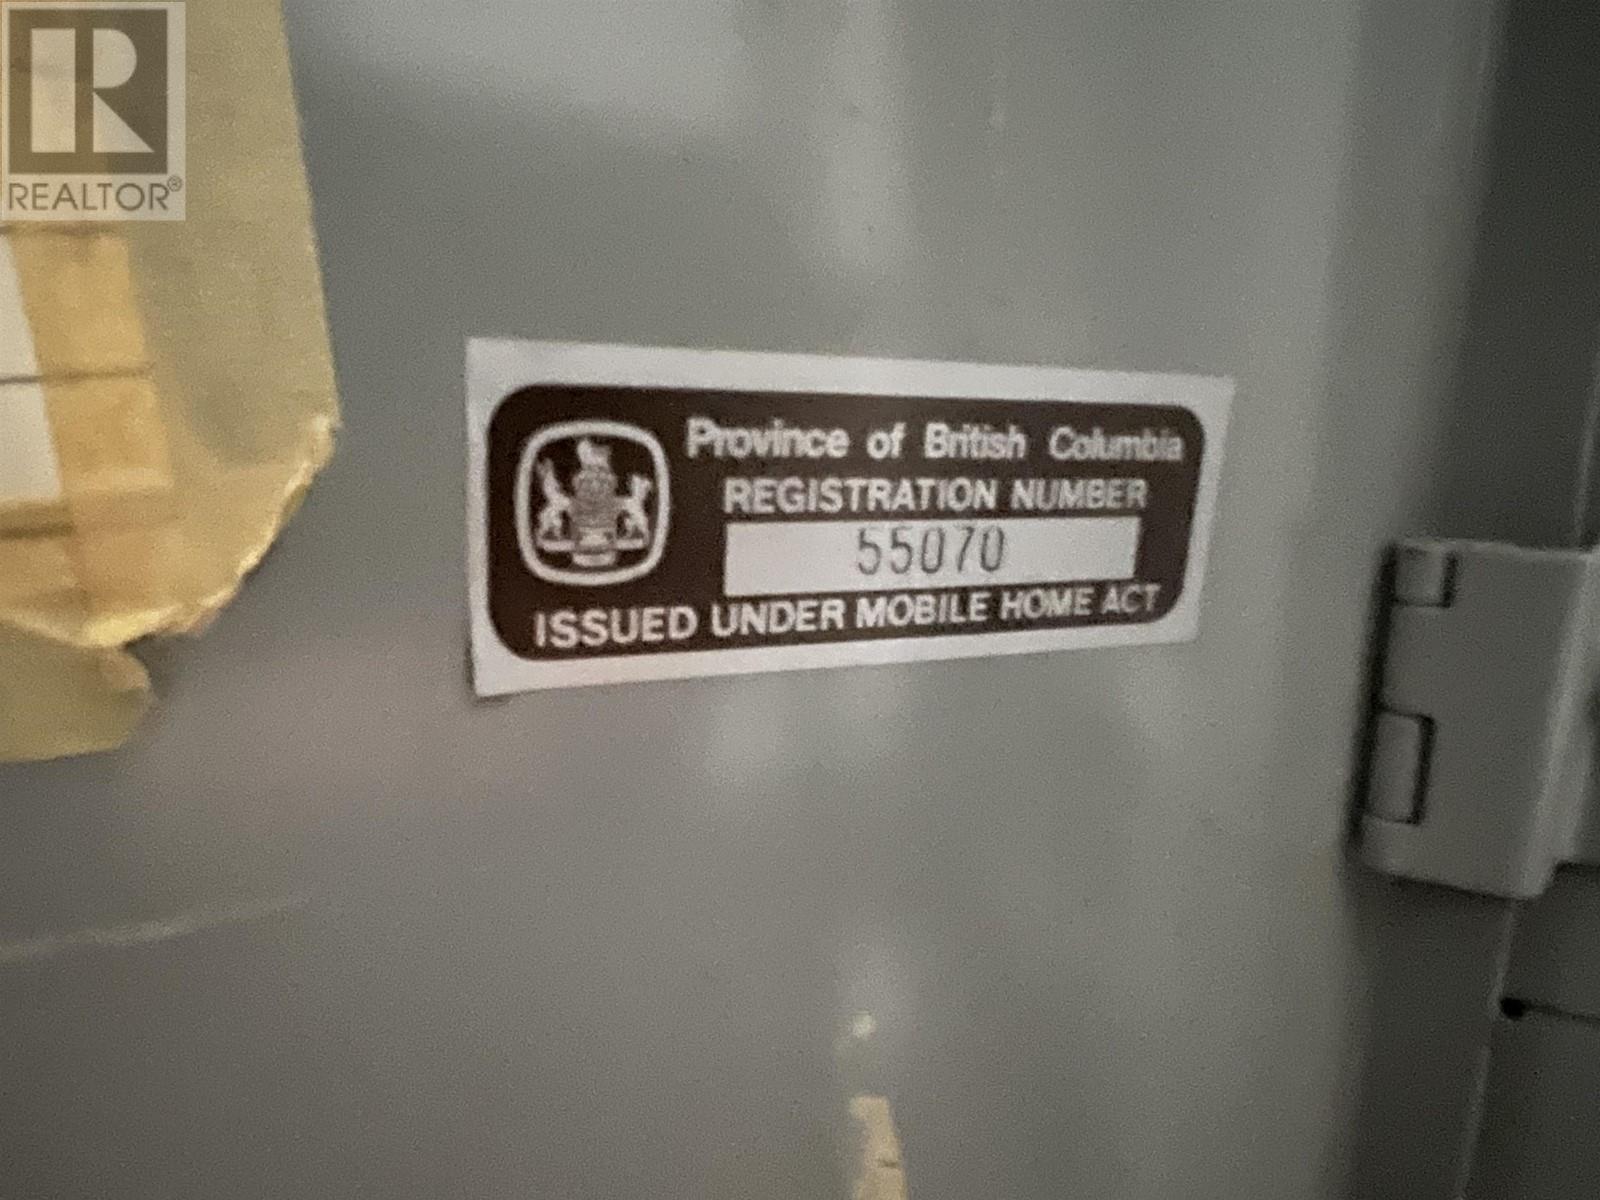 REALTOR®
Province of British Columbia
REGISTRATION NUMBER
55070
ISSUED UNDER MOBILE HOME ACT